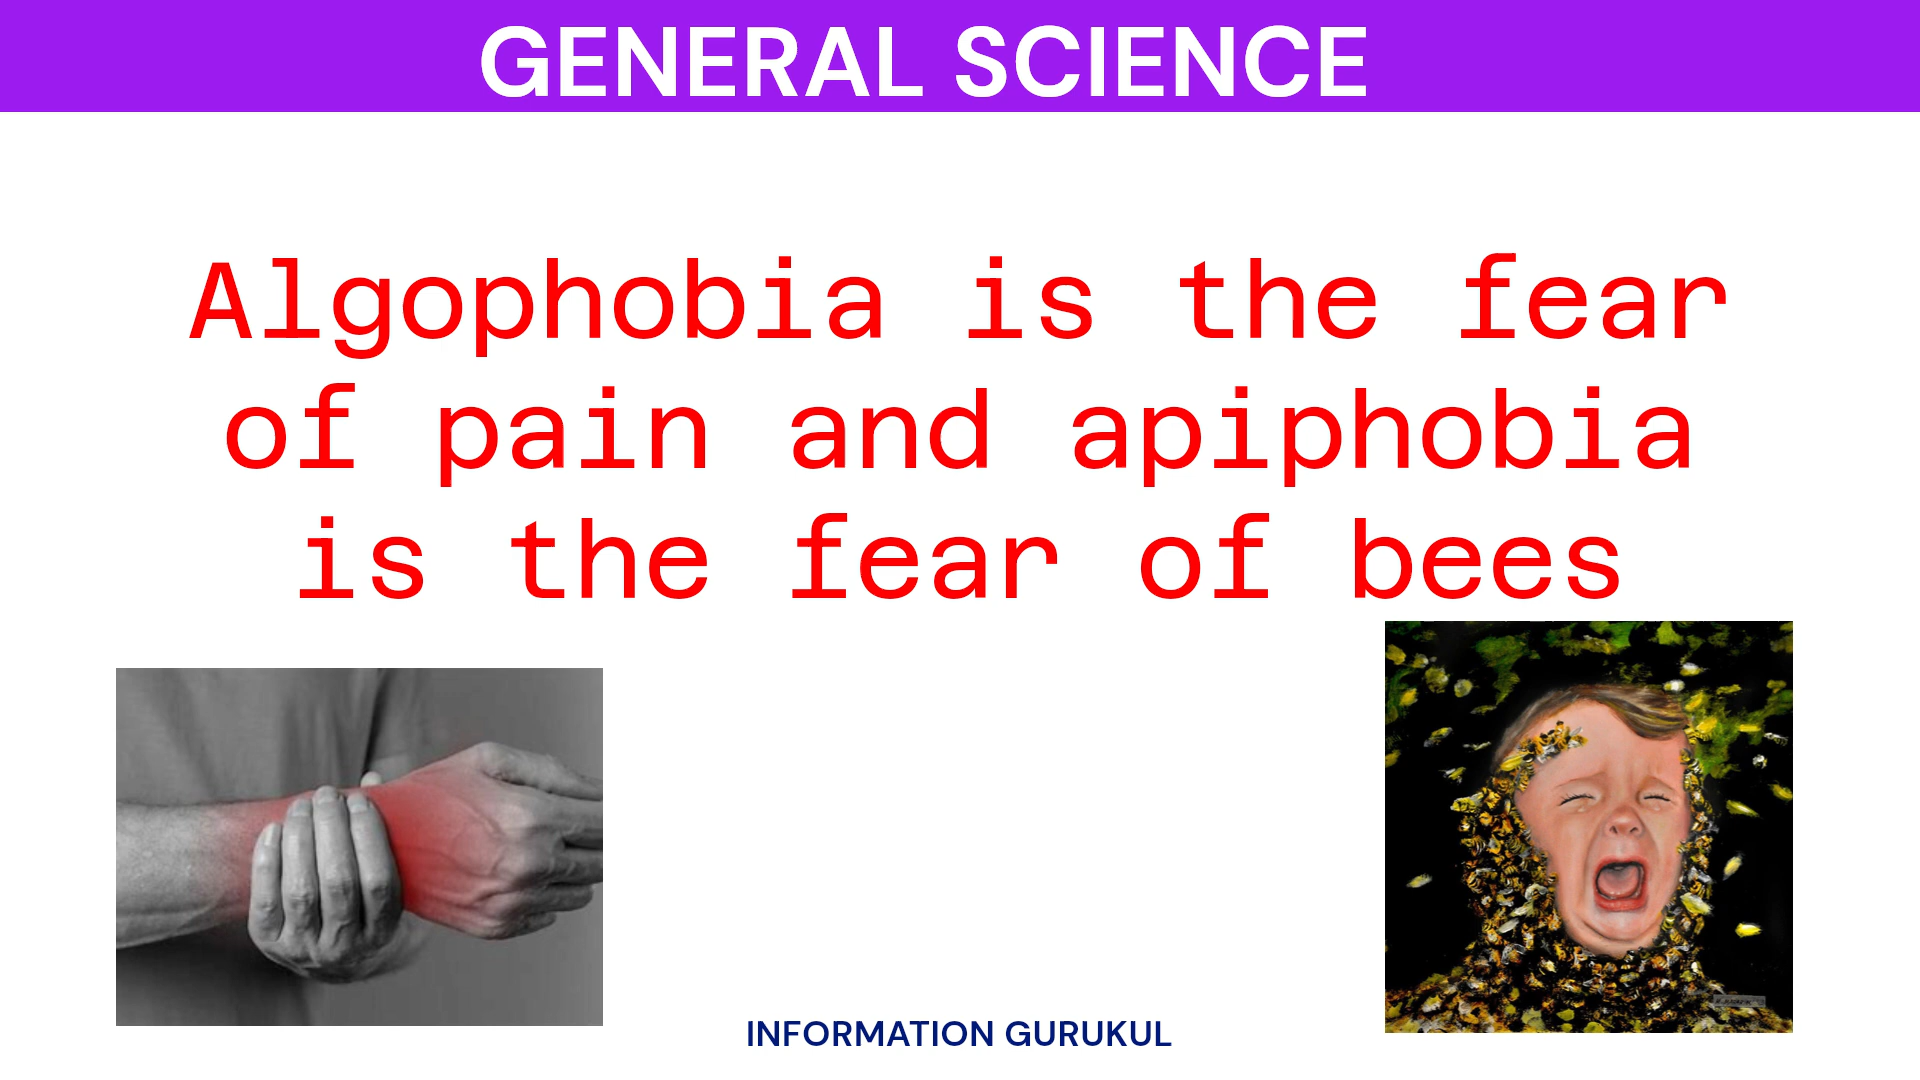 GENERAL SCIENCE
Algophobia is the fear
of pain and apiphobia
is the fear of bees
INFORMATION GURUKUL